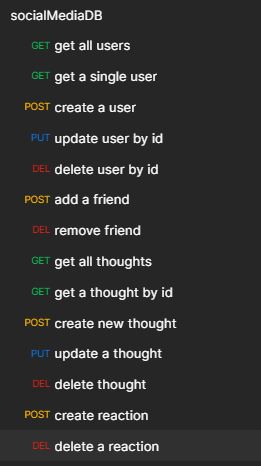 socialMediaDB
GET get all users
GET get a single user
POST create a user
PUT update user by id
DEL delete user by id
POST add a friend
DEL remove friend
GET get all thoughts
GET get a thought by id
POST create new thought
PUT update a thought
DEL delete thought
POST create reaction
DEL delete a reaction